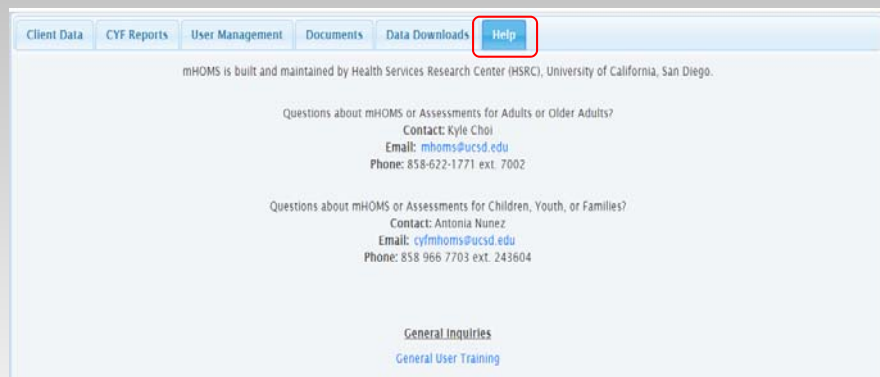 Client Data CYF Reports User Management Documents Data Downloads Help
mHOMS is built and maintained by Health Services Research Center (HSRC), University of California, San Diego.
Questions about mHOMS or Assessments for Adults or Older Adults?
Contact: Kyle Choi
Email: mhoms@ucsd.edu
Phone: 858-622-1771 ext. 7002
Questions about mHOMS or Assessments for Children, Youth, or Families?
Contact: Antonia Nunez
Email: cyfmhoms@ucsd.edu
Phone: 858 966 7703 ext. 243604
General Inquiries
General User Training